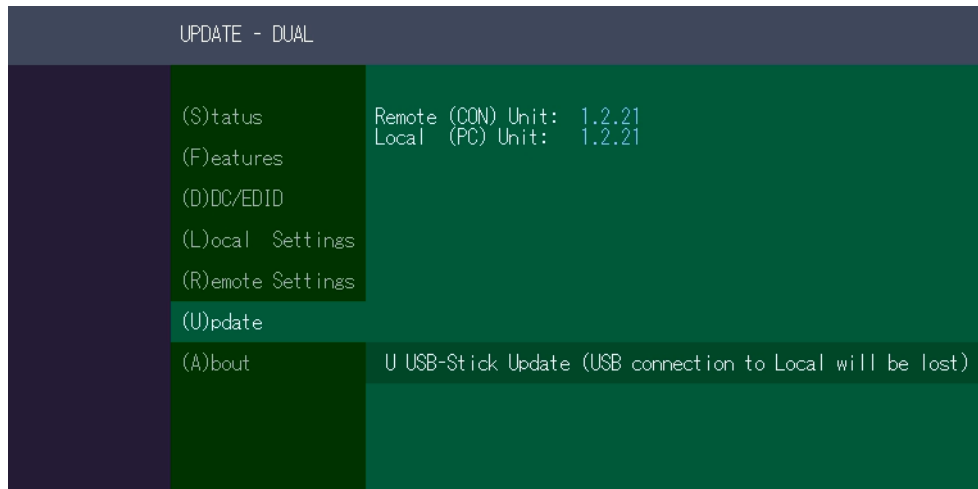 UPDATE - DUAL
(S)tatus
(F)eatures
(D)DC/EDID
(L)ocal Settings
(R)emote Settings
(U)pdate
(A)bout
Remote (CON) Unit: 1.2.21
Local (PC) Unit: 1.2.21
U USB-Stick Update (USB connection to Local will be lost)